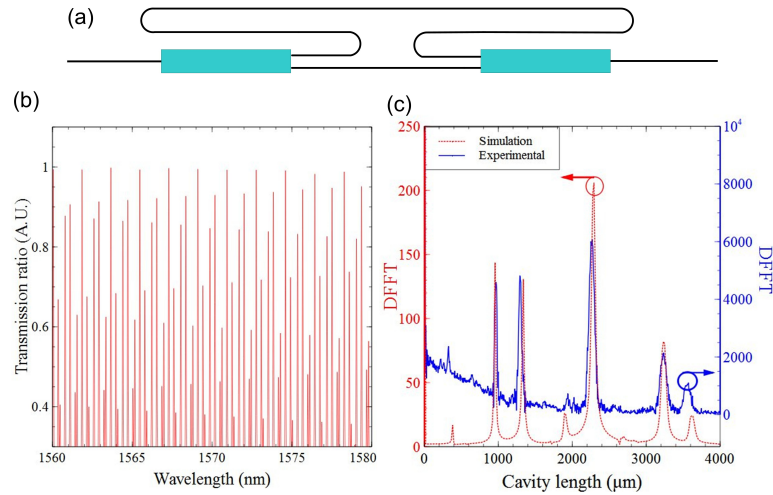 (a)
(b)
Transmission ratio (A.U.)
1
0.8
0.6
0.4
1560
1565
1570
1575
1580
Wavelength (nm)
(c)
250
200
150
100
50
0
DFFT
Simulation
Experimental
10⁴
8000
6000
4000
2000
0
DFFT
0
1000
2000
3000
4000
Cavity length (μm)